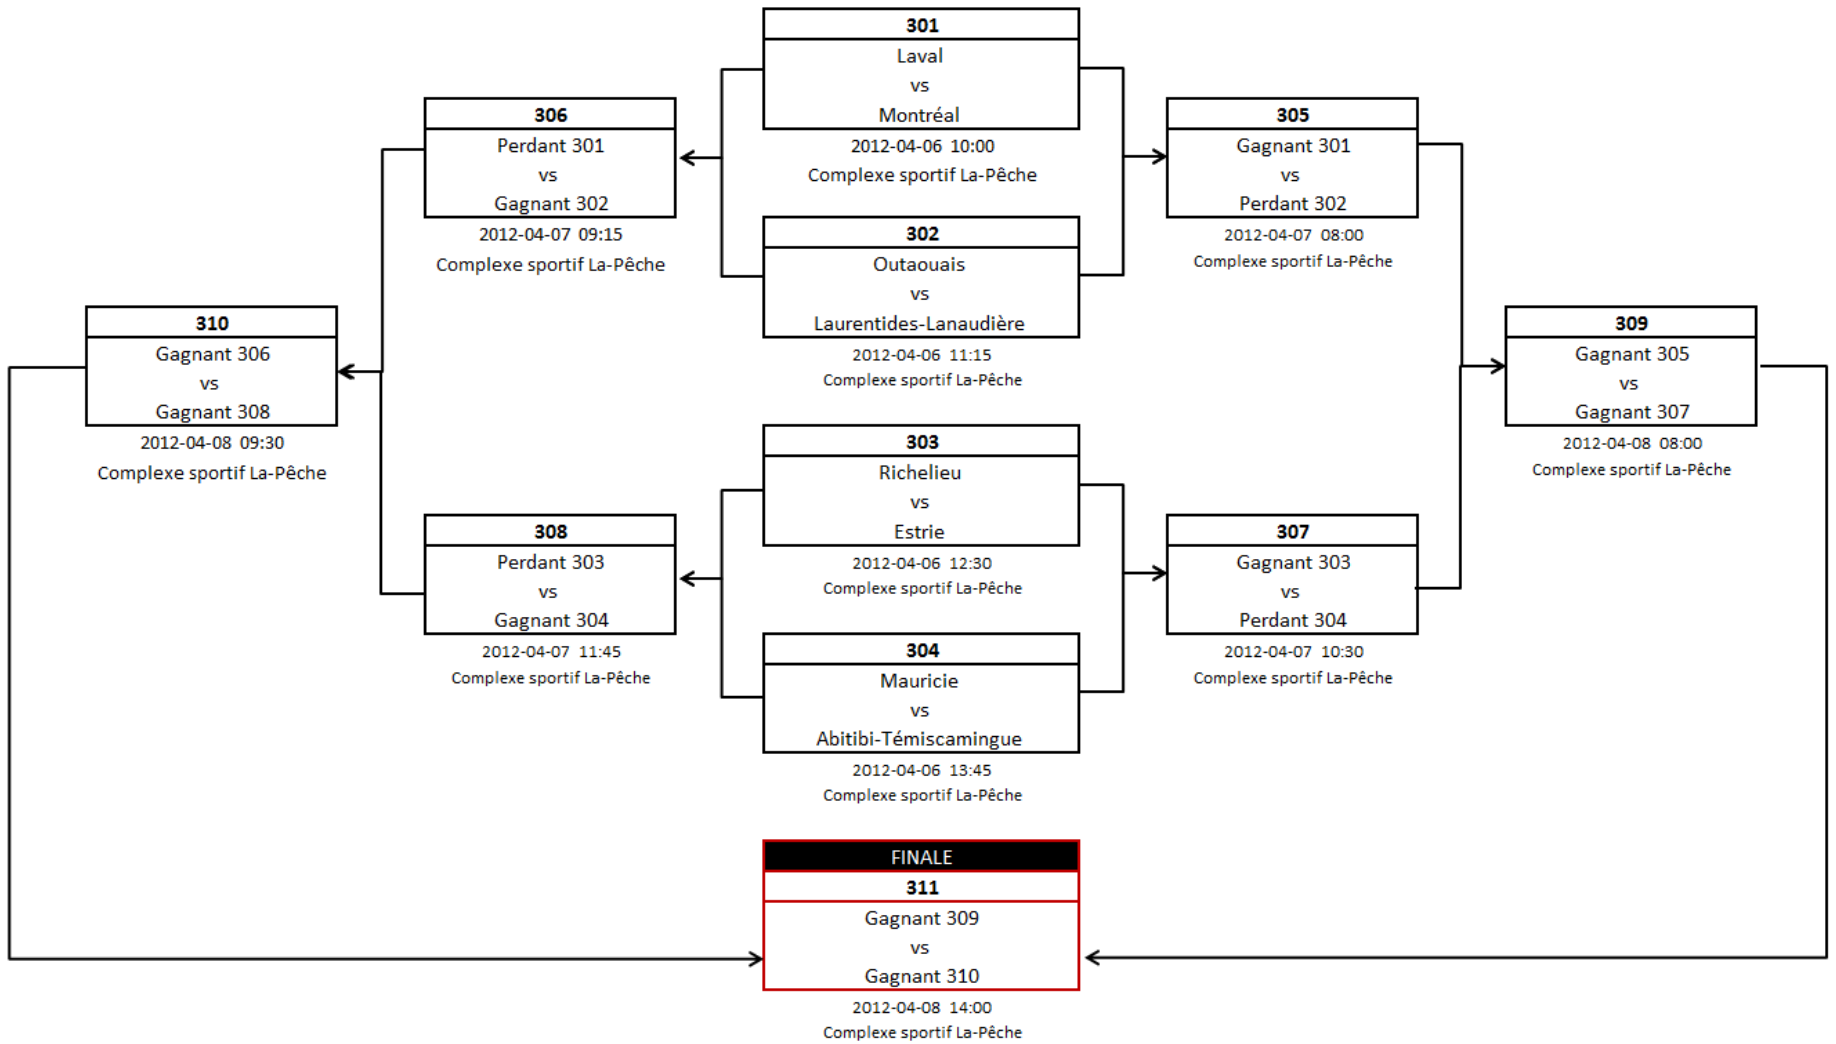 301
Laval
vs
Montréal
2012-04-06 10:00
Complexe sportif La-Pêche
306
Perdant 301
vs
Gagnant 302
2012-04-07 09:15
Complexe sportif La-Pêche
305
Gagnant 301
vs
Perdant 302
2012-04-07 08:00
Complexe sportif La-Pêche
302
Outaouais
vs
Laurentides-Lanaudière
2012-04-06 11:15
Complexe sportif La-Pêche
310
Gagnant 306
vs
Gagnant 308
2012-04-08 09:30
Complexe sportif La-Pêche
309
Gagnant 305
vs
Gagnant 307
2012-04-08 08:00
Complexe sportif La-Pêche
303
Richelieu
vs
Estrie
2012-04-06 12:30
Complexe sportif La-Pêche
308
Perdant 303
vs
Gagnant 304
2012-04-07 11:45
Complexe sportif La-Pêche
307
Gagnant 303
vs
Perdant 304
2012-04-07 10:30
Complexe sportif La-Pêche
304
Mauricie
vs
Abitibi-Témiscamingue
2012-04-06 13:45
Complexe sportif La-Pêche
FINALE
311
Gagnant 309
vs
Gagnant 310
2012-04-08 14:00
Complexe sportif La-Pêche